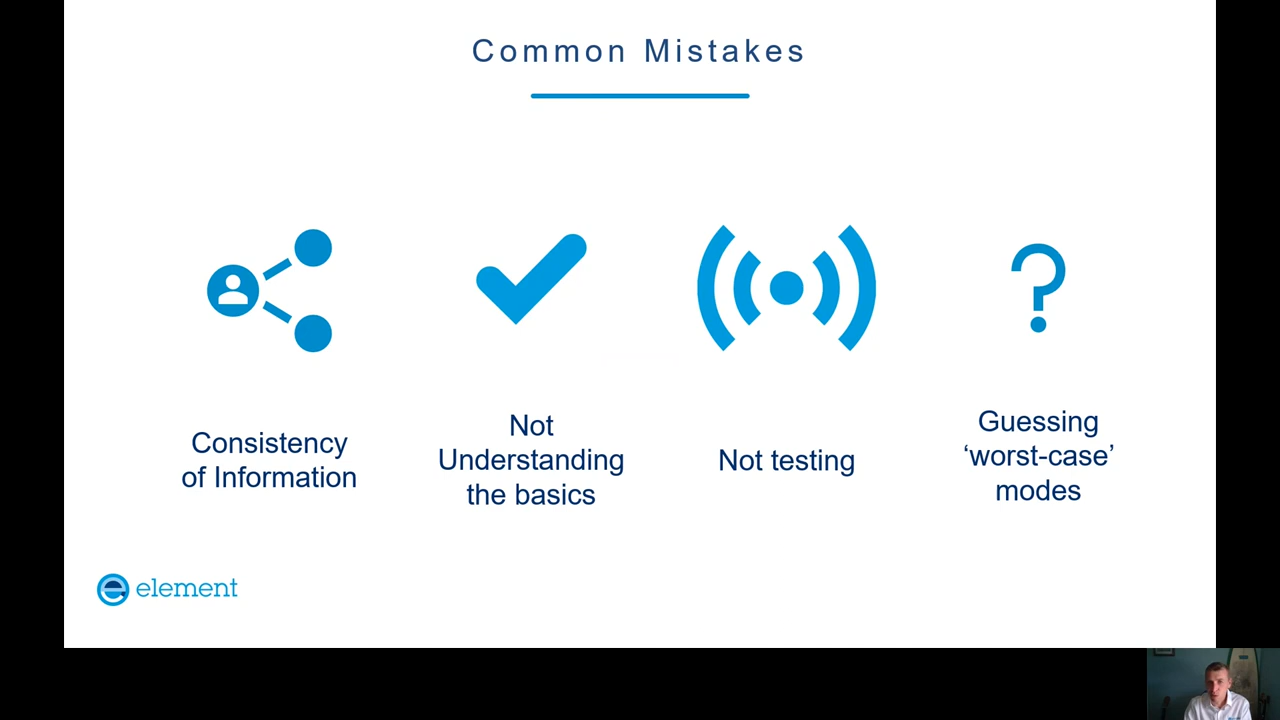 Common Mistakes
Consistency
of Information
Not
Understanding
the basics
Not testing
Guessing
‘worst-case’
modes
element